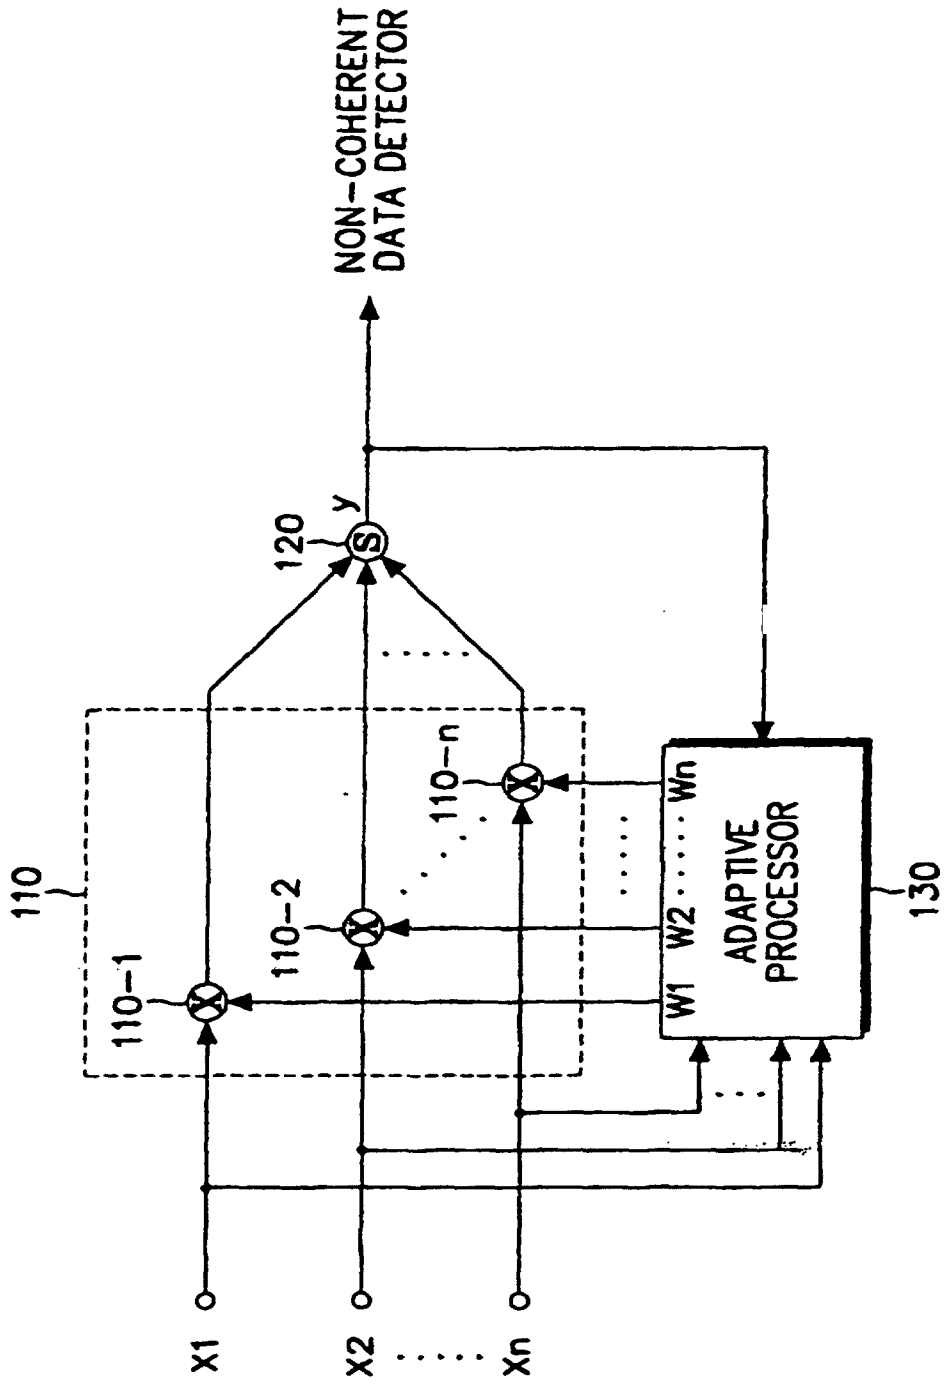 110
110-1
110-2
110-n
120
y
NON-COHERENT
DATA DETECTOR
X1
X2
Xn
X
X
X
S
W1
W2
Wn
ADAPTIVE
PROCESSOR
130